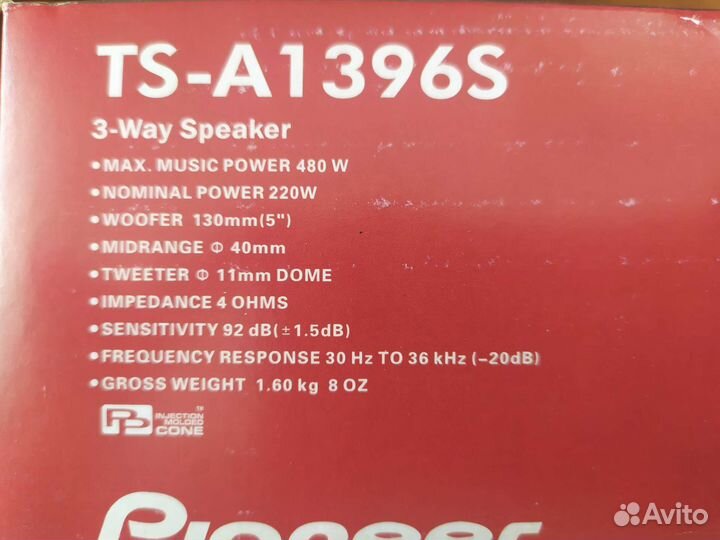 TS-A1396S
3-Way Speaker
•MAX. MUSIC POWER 480 W
•NOMINAL POWER 220W
•WOOFER 130mm(5")
•MIDRANGE Φ 40mm
•TWEETER Φ 11mm DOME
•IMPEDANCE 4 OHMS
•SENSITIVITY 92 dB(±1.5dB)
•FREQUENCY RESPONSE 30 Hz TO 36 kHz (-20dB)
•GROSS WEIGHT 1.60 kg 8 OZ
INJECTION
MOLDED
CONE
Pioneer
Avito